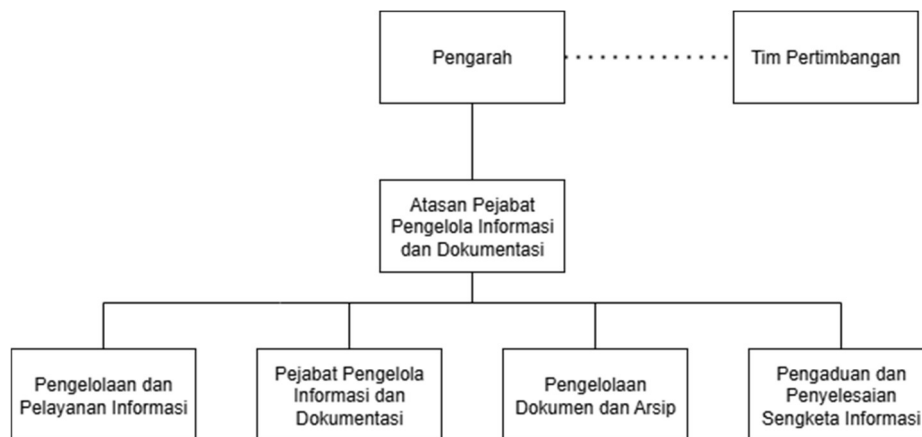 Pengarah
Tim Pertimbangan
Atasan Pejabat
Pengelola Informasi
dan Dokumentasi
Pengelolaan dan
Pelayanan Informasi
Pejabat Pengelola
Informasi dan
Dokumentasi
Pengelolaan
Dokumen dan Arsip
Pengaduan dan
Penyelesaian
Sengketa Informasi